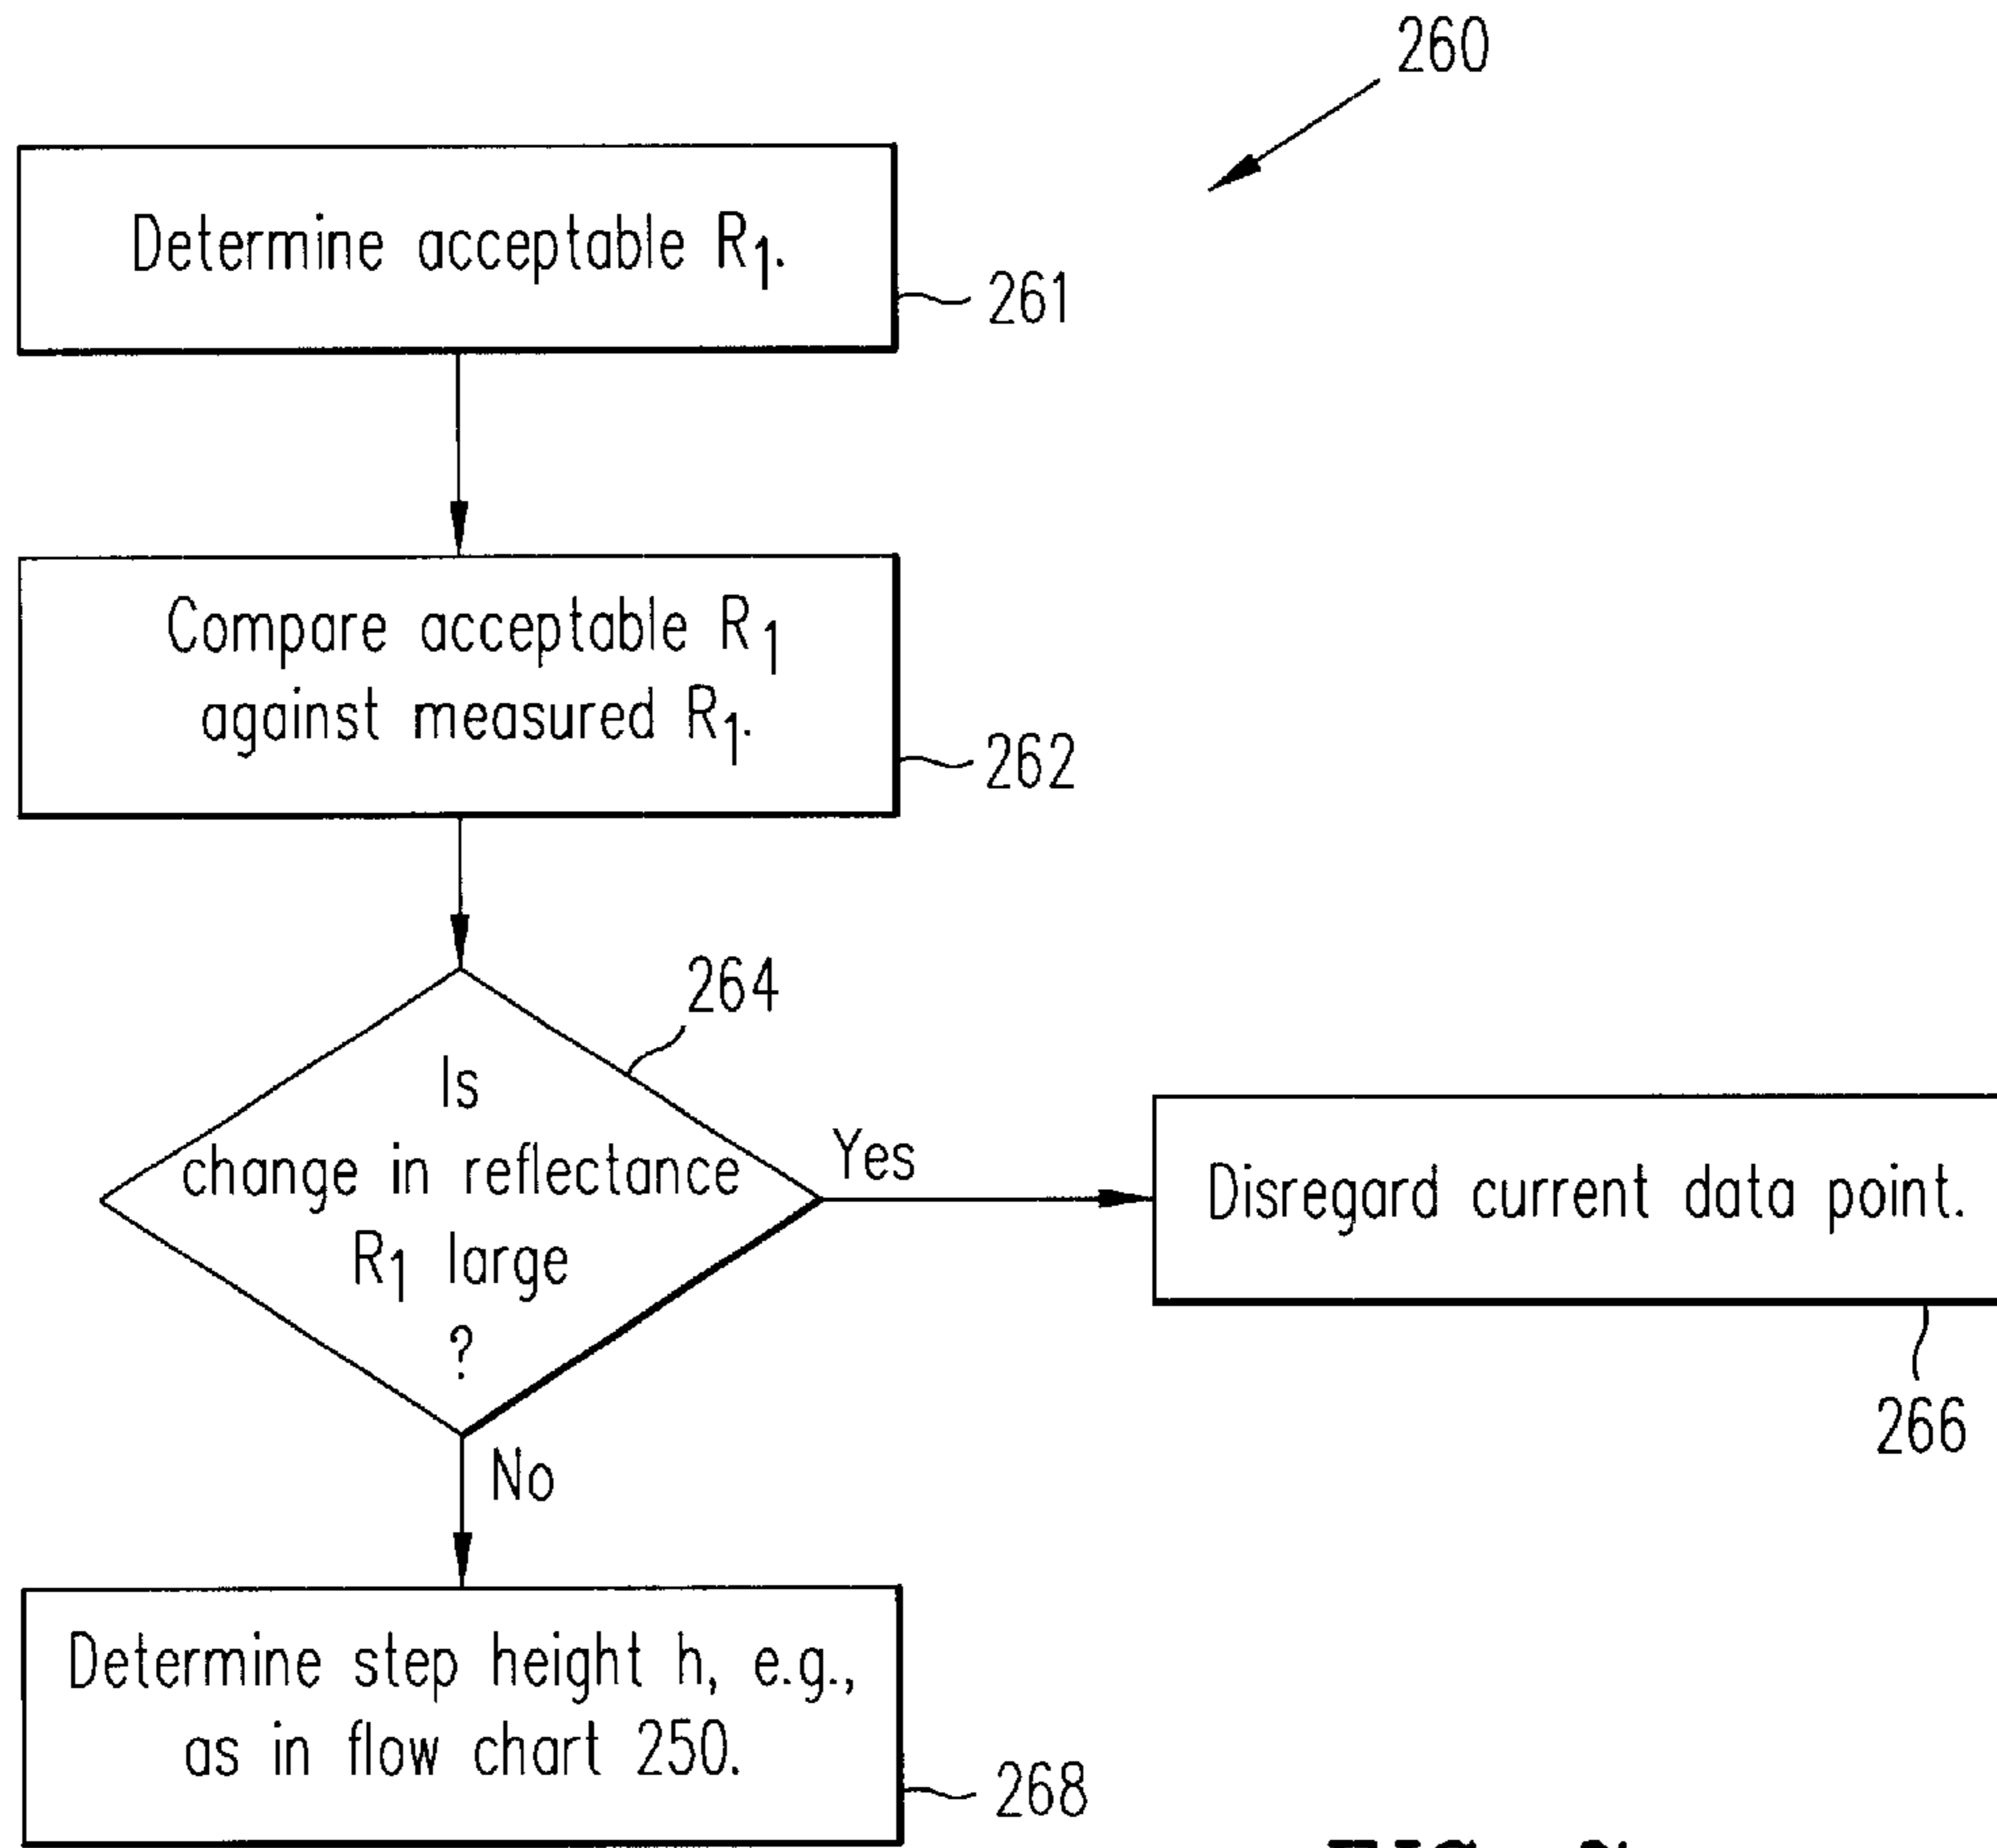 260
Determine acceptable R1.
261
Compare acceptable R1
against measured R1.
262
264
Is
change in reflectance
R1 large
?
Yes
Disregard current data point.
266
No
Determine step height h, e.g.,
as in flow chart 250.
268